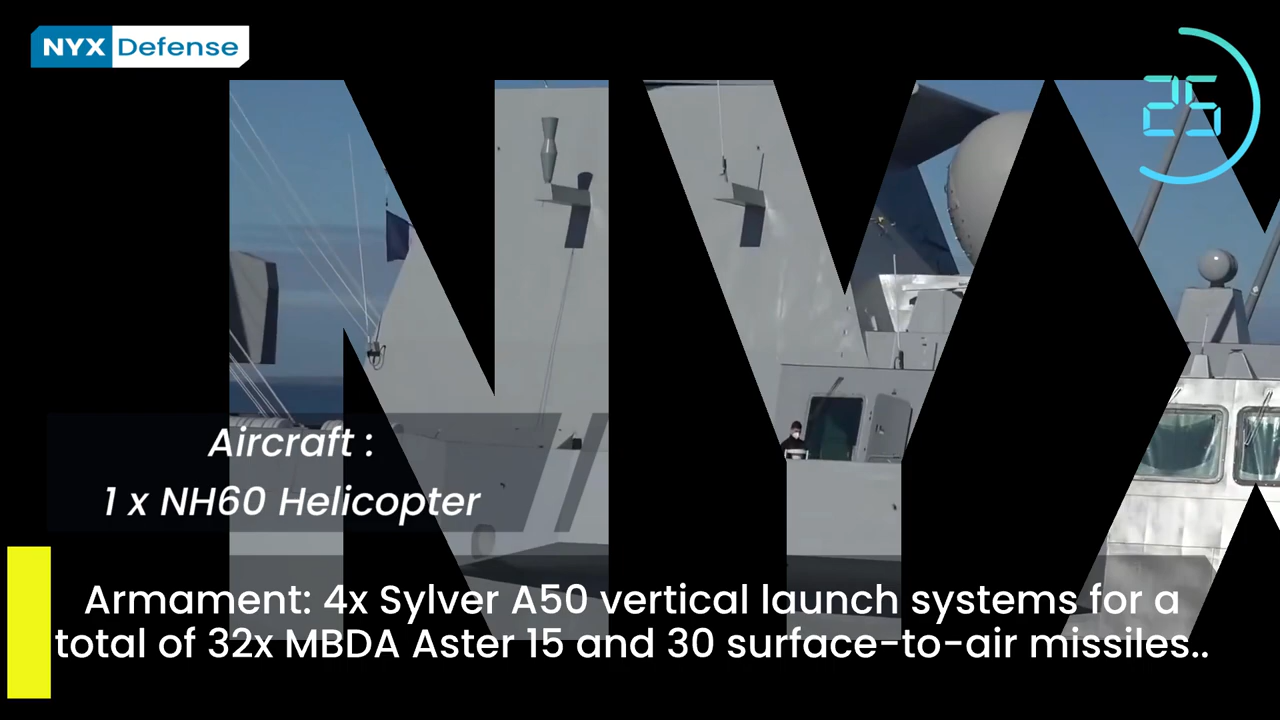 NYX Defense
25
NYX
Aircraft :
1 x NH60 Helicopter
Armament: 4x Sylver A50 vertical launch systems for a
total of 32x MBDA Aster 15 and 30 surface-to-air missiles..